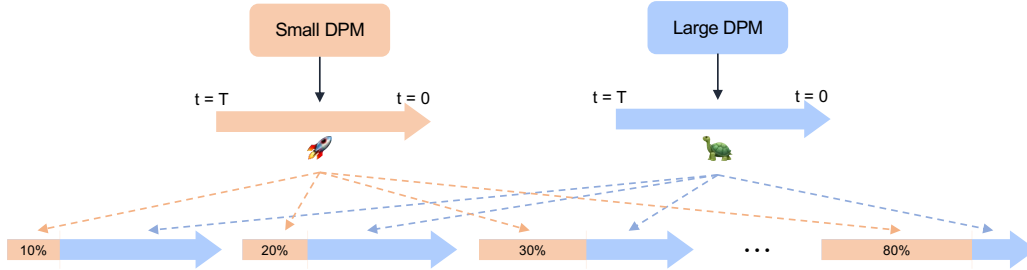 Small DPM
Large DPM
t = T
t = 0
t = T
t = 0
10%
20%
30%
...
80%